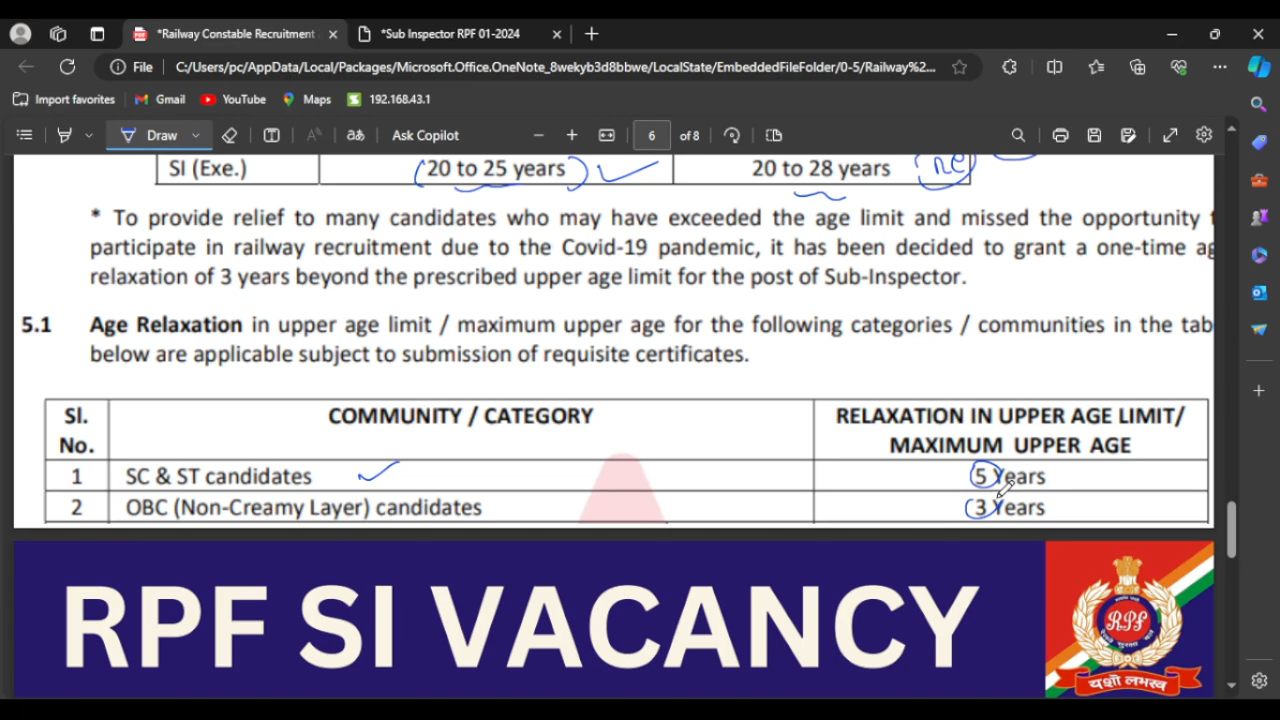 *Railway Constable Recruitment
*Sub Inspector RPF 01-2024
File
C:/Users/pc/AppData/Local/Packages/Microsoft.Office.OneNote_8wekyb3d8bbwe/LocalState/EmbeddedFileFolder/0-5/Railway%2...
Import favorites
Gmail
YouTube
Maps
192.168.43.1
Draw
Ask Copilot
6 of 8
SI (Exe.) 20 to 25 years 20 to 28 years
* To provide relief to many candidates who may have exceeded the age limit and missed the opportunity
participate in railway recruitment due to the Covid-19 pandemic, it has been decided to grant a one-time ag
relaxation of 3 years beyond the prescribed upper age limit for the post of Sub-Inspector.
5.1 Age Relaxation in upper age limit / maximum upper age for the following categories / communities in the tab
below are applicable subject to submission of requisite certificates.
Sl. No. COMMUNITY / CATEGORY RELAXATION IN UPPER AGE LIMIT/ MAXIMUM UPPER AGE
1 SC & ST candidates 5 Years
2 OBC (Non-Creamy Layer) candidates 3 Years
RPF SI VACANCY
RPF
यशो लभस्व